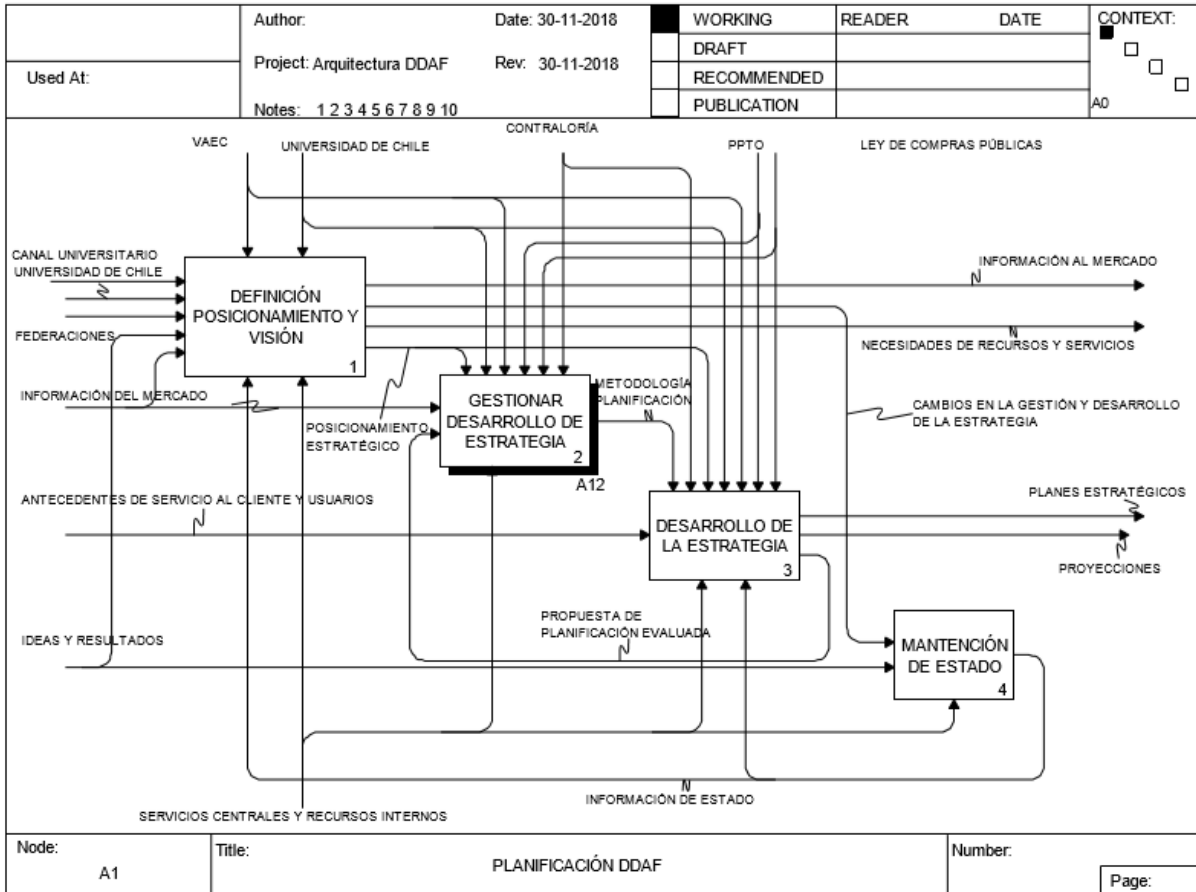 Author:
Date: 30-11-2018
WORKING
READER
DATE
CONTEXT:
DRAFT
Used At:
Project: Arquitectura DDAF
Rev: 30-11-2018
RECOMMENDED
Notes: 1 2 3 4 5 6 7 8 9 10
PUBLICATION
A0
VAEC
UNIVERSIDAD DE CHILE
CONTRALORÍA
PPTO
LEY DE COMPRAS PÚBLICAS
CANAL UNIVERSITARIO
UNIVERSIDAD DE CHILE
DEFINICIÓN
POSICIONAMIENTO Y
VISIÓN
1
INFORMACIÓN AL MERCADO
FEDERACIONES
NECESIDADES DE RECURSOS Y SERVICIOS
INFORMACIÓN DEL MERCADO
POSICIONAMIENTO
ESTRATÉGICO
GESTIONAR
DESARROLLO DE
ESTRATEGIA
2
A12
METODOLOGÍA
PLANIFICACIÓN
CAMBIOS EN LA GESTIÓN Y DESARROLLO
DE LA ESTRATEGIA
ANTECEDENTES DE SERVICIO AL CLIENTE Y USUARIOS
DESARROLLO DE
LA ESTRATEGIA
3
PLANES ESTRATÉGICOS
PROYECCIONES
IDEAS Y RESULTADOS
PROPUESTA DE
PLANIFICACIÓN EVALUADA
MANTENCIÓN
DE ESTADO
4
INFORMACIÓN DE ESTADO
SERVICIOS CENTRALES Y RECURSOS INTERNOS
Node:
A1
Title:
PLANIFICACIÓN DDAF
Number:
Page: